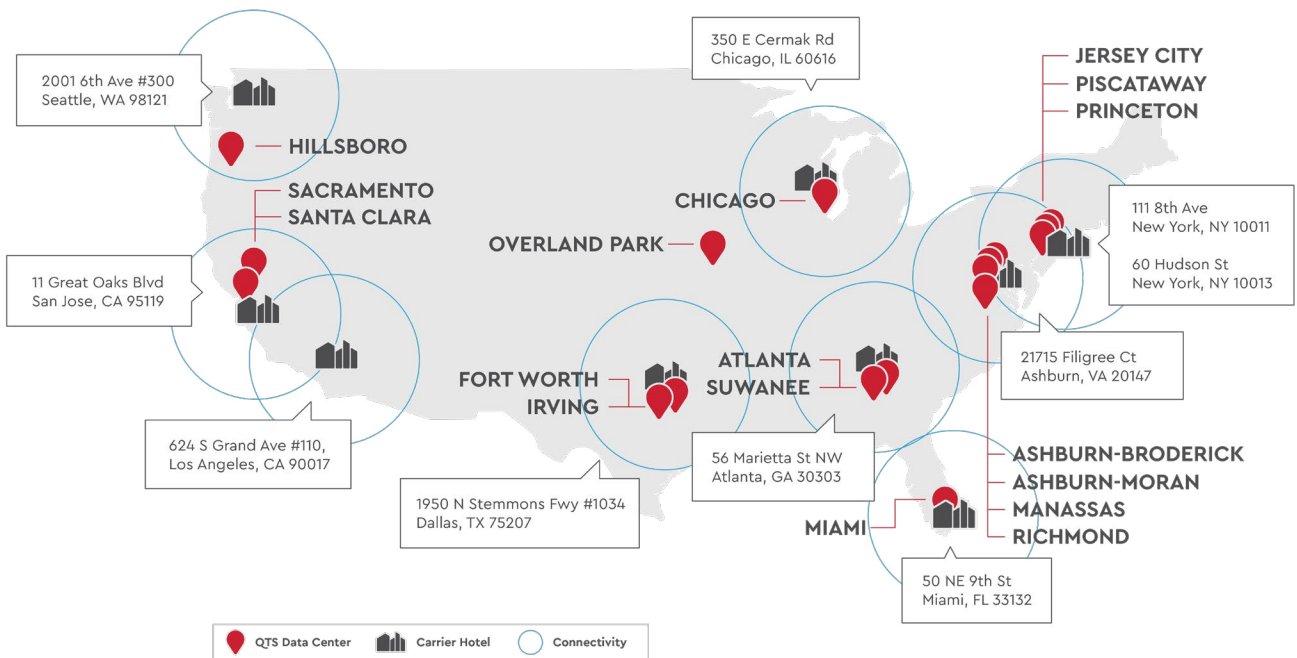 2001 6th Ave #300
Seattle, WA 98121
350 E Cermak Rd
Chicago, IL 60616
JERSEY CITY
PISCATAWAY
PRINCETON
HILLSBORO
SACRAMENTO
SANTA CLARA
CHICAGO
OVERLAND PARK
111 8th Ave
New York, NY 10011
60 Hudson St
New York, NY 10013
11 Great Oaks Blvd
San Jose, CA 95119
21715 Filigree Ct
Ashburn, VA 20147
ATLANTA
SUWANEE
FORT WORTH
IRVING
624 S Grand Ave #110,
Los Angeles, CA 90017
56 Marietta St NW
Atlanta, GA 30303
1950 N Stemmons Fwy #1034
Dallas, TX 75207
ASHBURN-BRODERICK
ASHBURN-MORAN
MANASSAS
RICHMOND
MIAMI
50 NE 9th St
Miami, FL 33132
QTS Data Center
Carrier Hotel
Connectivity